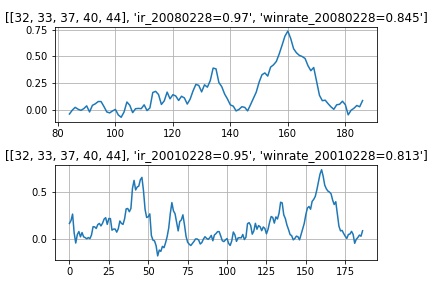 [[32, 33, 37, 40, 44], 'ir_20080228=0.97', 'winrate_20080228=0.845']
0.75
0.50
0.25
0.00
80 100 120 140 160 180
[[32, 33, 37, 40, 44], 'ir_20010228=0.95', 'winrate_20010228=0.813']
0.5
0.0
0 25 50 75 100 125 150 175